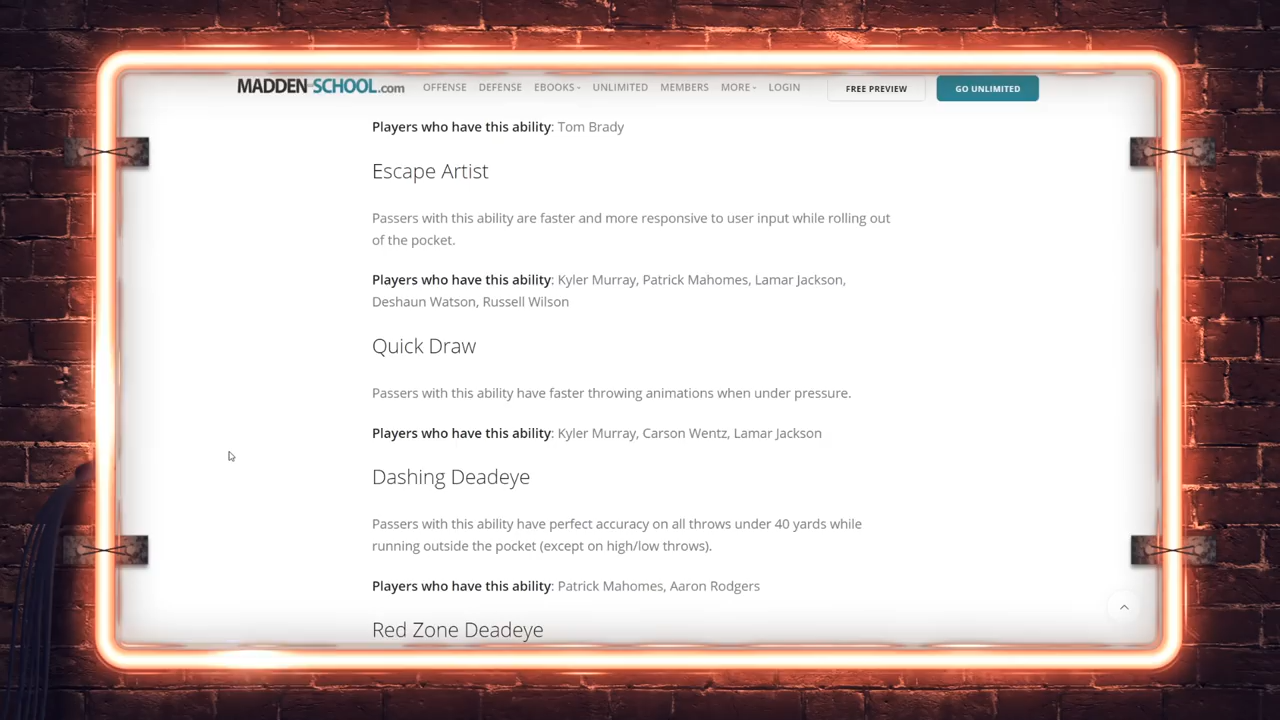 MADDEN-SCHOOL.com OFFENSE DEFENSE EBOOKS UNLIMITED MEMBERS MORE LOGIN FREE PREVIEW GO UNLIMITED
Players who have this ability: Tom Brady
Escape Artist
Passers with this ability are faster and more responsive to user input while rolling out
of the pocket.
Players who have this ability: Kyler Murray, Patrick Mahomes, Lamar Jackson,
Deshaun Watson, Russell Wilson
Quick Draw
Passers with this ability have faster throwing animations when under pressure.
Players who have this ability: Kyler Murray, Carson Wentz, Lamar Jackson
Dashing Deadeye
Passers with this ability have perfect accuracy on all throws under 40 yards while
running outside the pocket (except on high/low throws).
Players who have this ability: Patrick Mahomes, Aaron Rodgers
Red Zone Deadeye